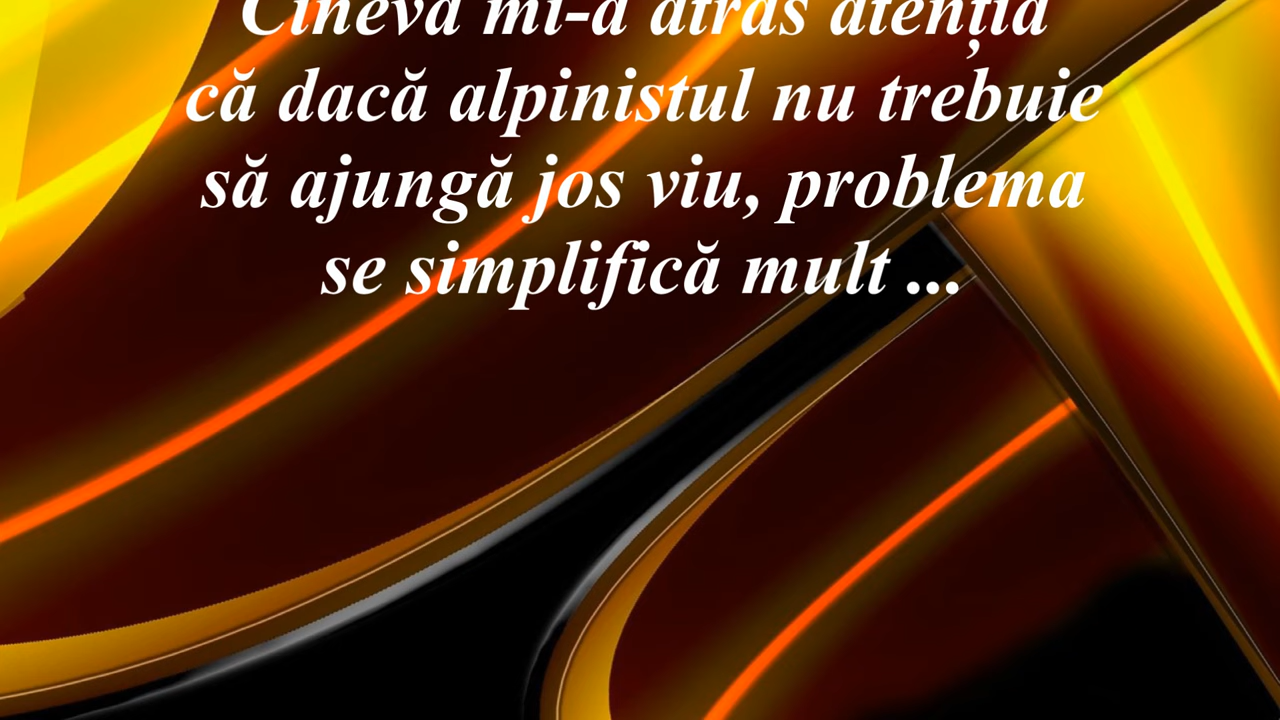 Cineva mi-a atras atenția
că dacă alpinistul nu trebuie
să ajungă jos viu, problema
se simplifică mult ...